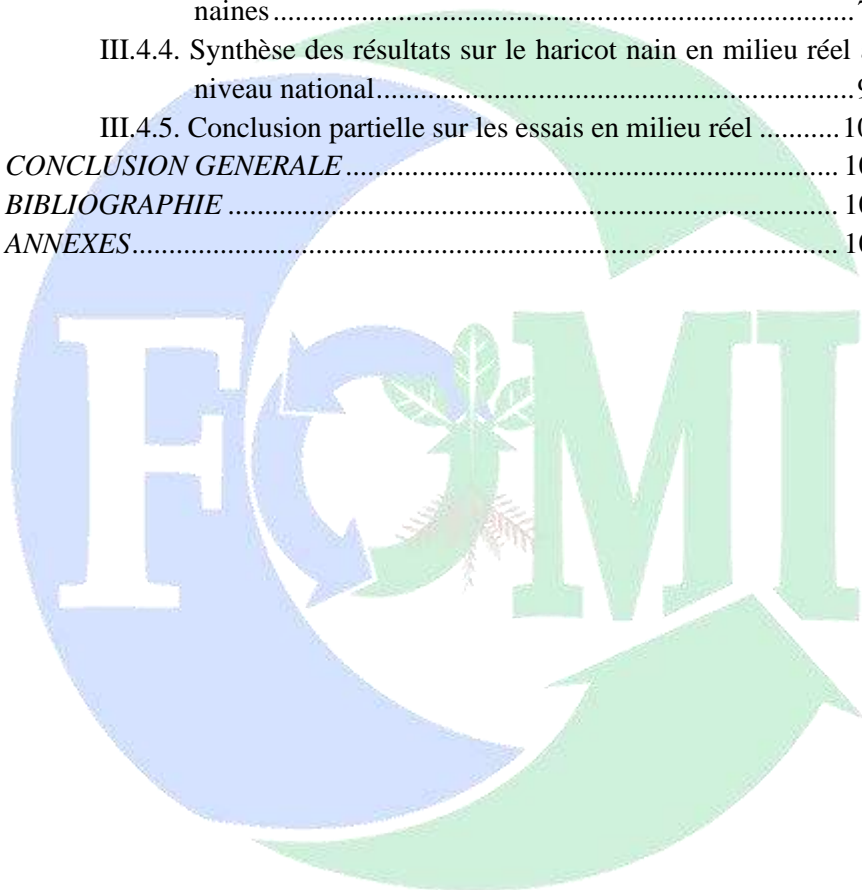 naines
III.4.4. Synthèse des résultats sur le haricot nain en milieu réel
niveau national
III.4.5. Conclusion partielle sur les essais en milieu réel
CONCLUSION GENERALE
BIBLIOGRAPHIE
ANNEXES
FOMI